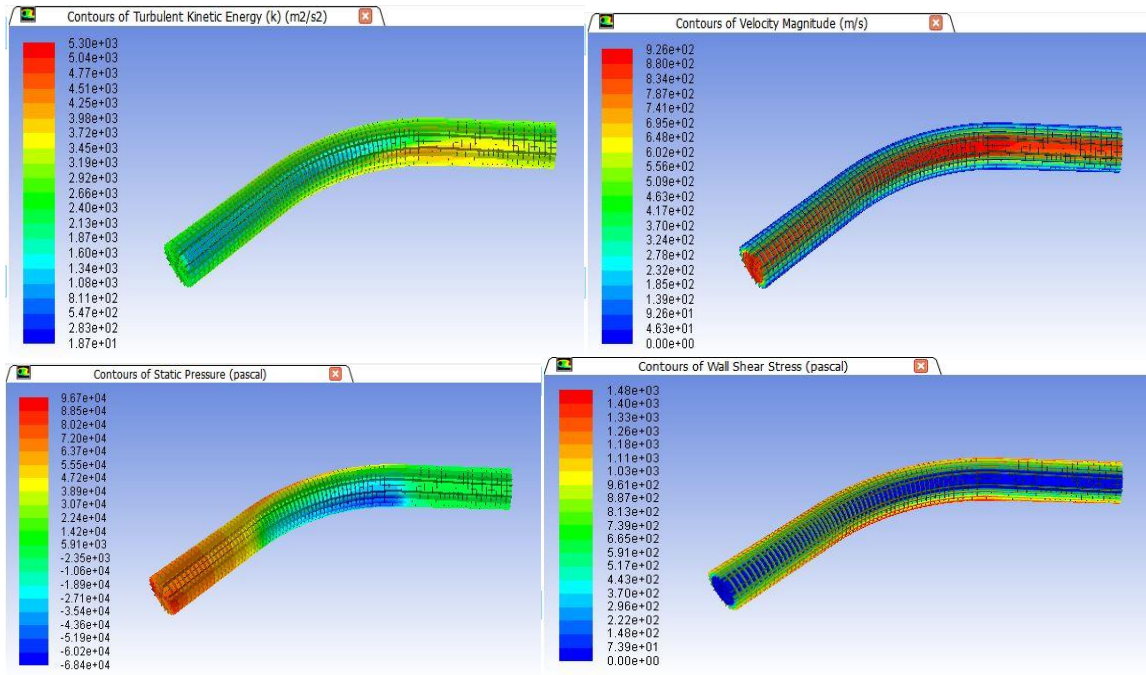 Contours of Turbulent Kinetic Energy (k) (m2/s2)
5.30e+03
5.04e+03
4.77e+03
4.51e+03
4.25e+03
3.98e+03
3.72e+03
3.45e+03
3.19e+03
2.92e+03
2.66e+03
2.40e+03
2.13e+03
1.87e+03
1.60e+03
1.34e+03
1.08e+03
8.11e+02
5.47e+02
2.83e+02
1.87e+01
Contours of Velocity Magnitude (m/s)
9.26e+02
8.80e+02
8.34e+02
7.87e+02
7.41e+02
6.95e+02
6.48e+02
6.02e+02
5.56e+02
5.09e+02
4.63e+02
4.17e+02
3.70e+02
3.24e+02
2.78e+02
2.32e+02
1.85e+02
1.39e+02
9.26e+01
4.63e+01
0.00e+00
Contours of Static Pressure (pascal)
9.67e+04
8.85e+04
8.02e+04
7.20e+04
6.37e+04
5.55e+04
4.72e+04
3.89e+04
3.07e+04
2.24e+04
1.42e+04
5.91e+03
-2.35e+03
-1.06e+04
-1.89e+04
-2.71e+04
-3.54e+04
-4.36e+04
-5.19e+04
-6.02e+04
-6.84e+04
Contours of Wall Shear Stress (pascal)
1.48e+03
1.40e+03
1.33e+03
1.26e+03
1.18e+03
1.11e+03
1.03e+03
9.61e+02
8.87e+02
8.13e+02
7.39e+02
6.65e+02
5.91e+02
5.17e+02
4.43e+02
3.70e+02
2.96e+02
2.22e+02
1.48e+02
7.39e+01
0.00e+00